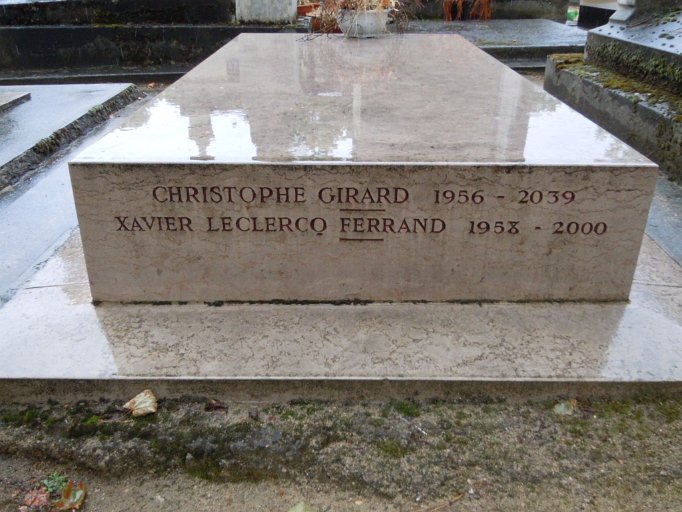 CHRISTOPHE GIRARD 1956 - 2039
XAVIER LECLERCQ FERRAND 1958 - 2000